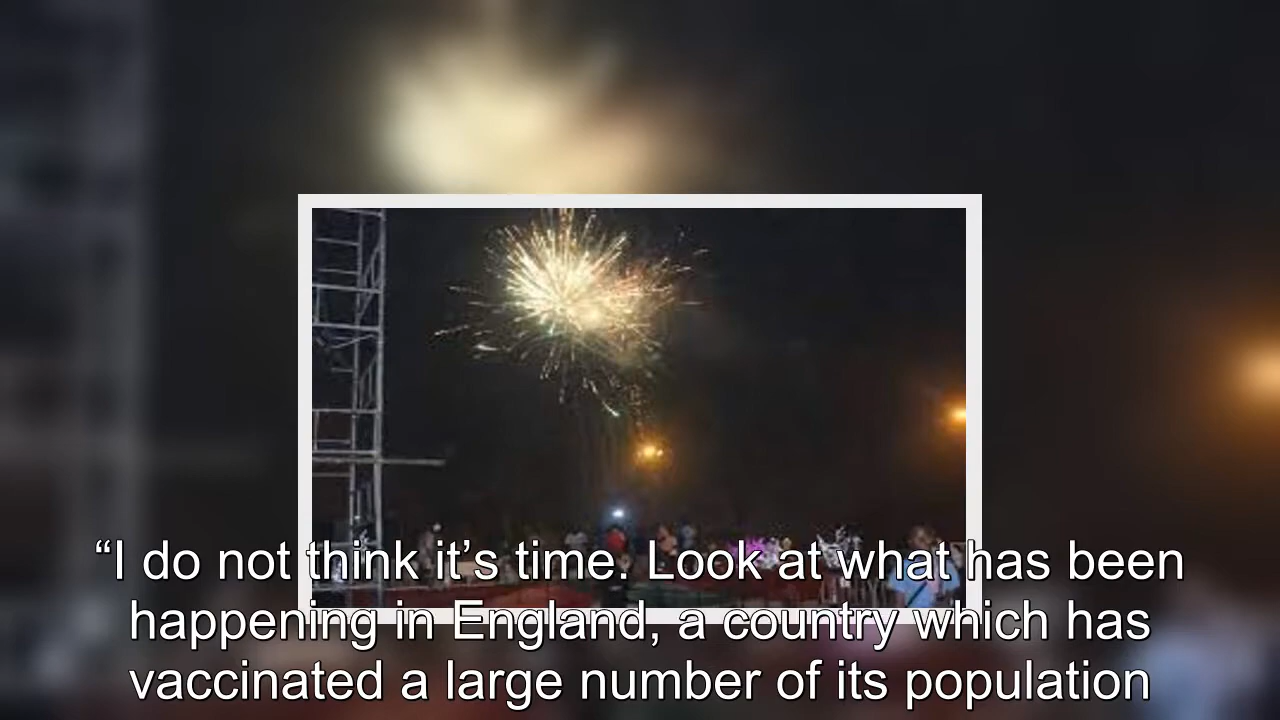 “I do not think it’s time. Look at what has been
happening in England, a country which has
vaccinated a large number of its population